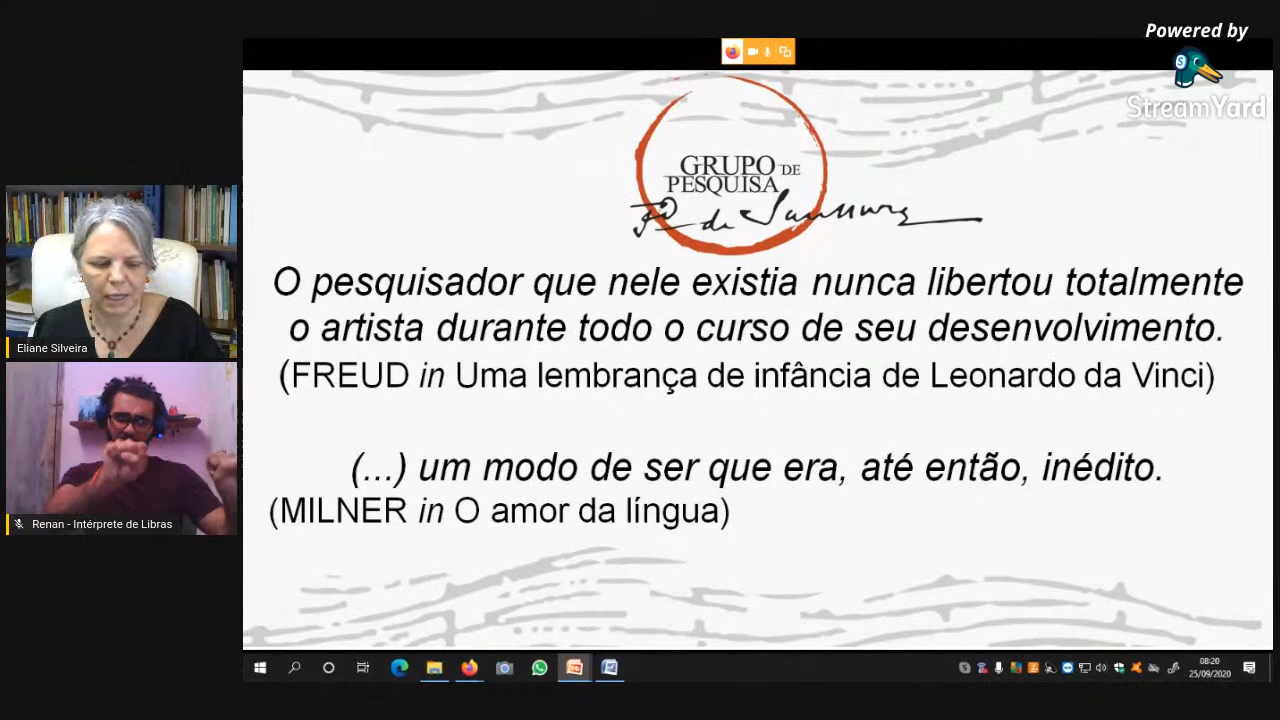 Powered by
StreamYard
GRUPO DE
PESQUISA
F. de Saussure
O pesquisador que nele existia nunca libertou totalmente
o artista durante todo o curso de seu desenvolvimento.
(FREUD in Uma lembrança de infância de Leonardo da Vinci)
(...) um modo de ser que era, até então, inédito.
(MILNER in O amor da língua)
Eliane Silveira
Renan - Intérprete de Libras
08:20
25/09/2020